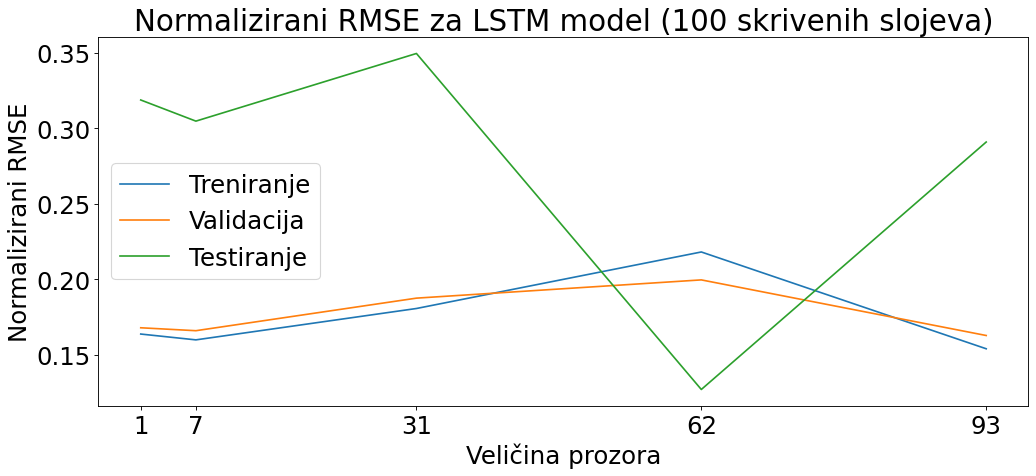 Normalizirani RMSE za LSTM model (100 skrivenih slojeva)
Normalizirani RMSE
0.35
0.30
0.25
0.20
0.15
Treniranje
Validacija
Testiranje
1 7 31 62 93
Veličina prozora